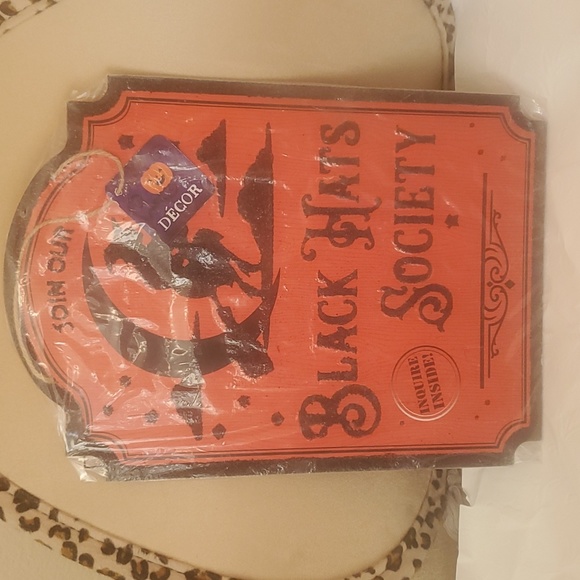 JOIN OUR
DÉCOR
BLACK HATS
SOCIETY
INQUIRE
INSIDE!